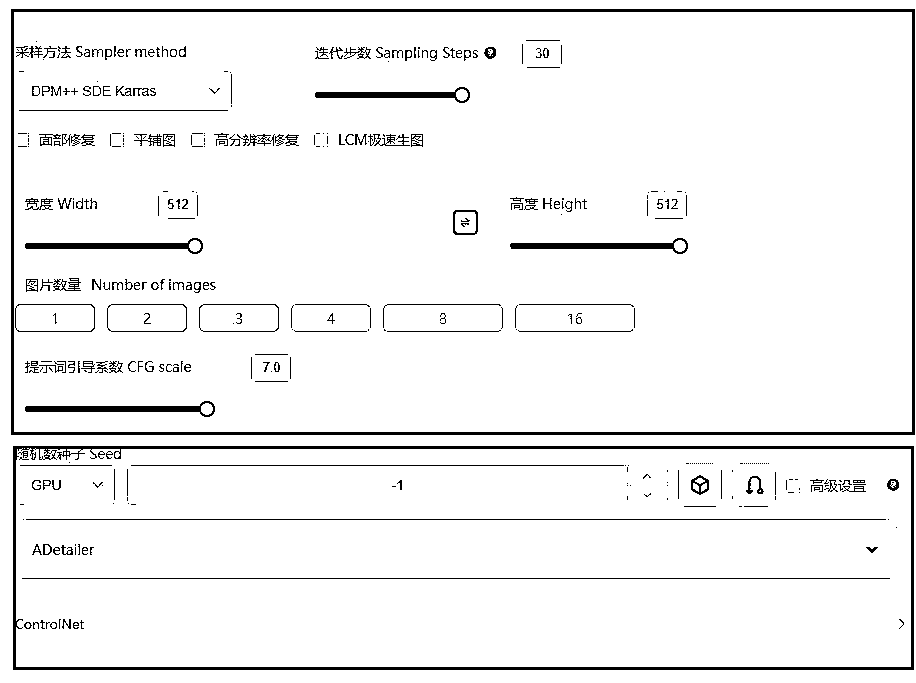 采样方法 Sampler method 迭代步数 Sampling Steps 30
DPM++ SDE Karras
面部修复 平铺图 高分辨率修复 LCM极速生图
宽度 Width 512 高度 Height 512
图片数量 Number of images
1 2 3 4 8 16
提示词引导系数 CFG scale 7.0
随机数种子 Seed
GPU -1 高级设置
ADetailer
ControlNet